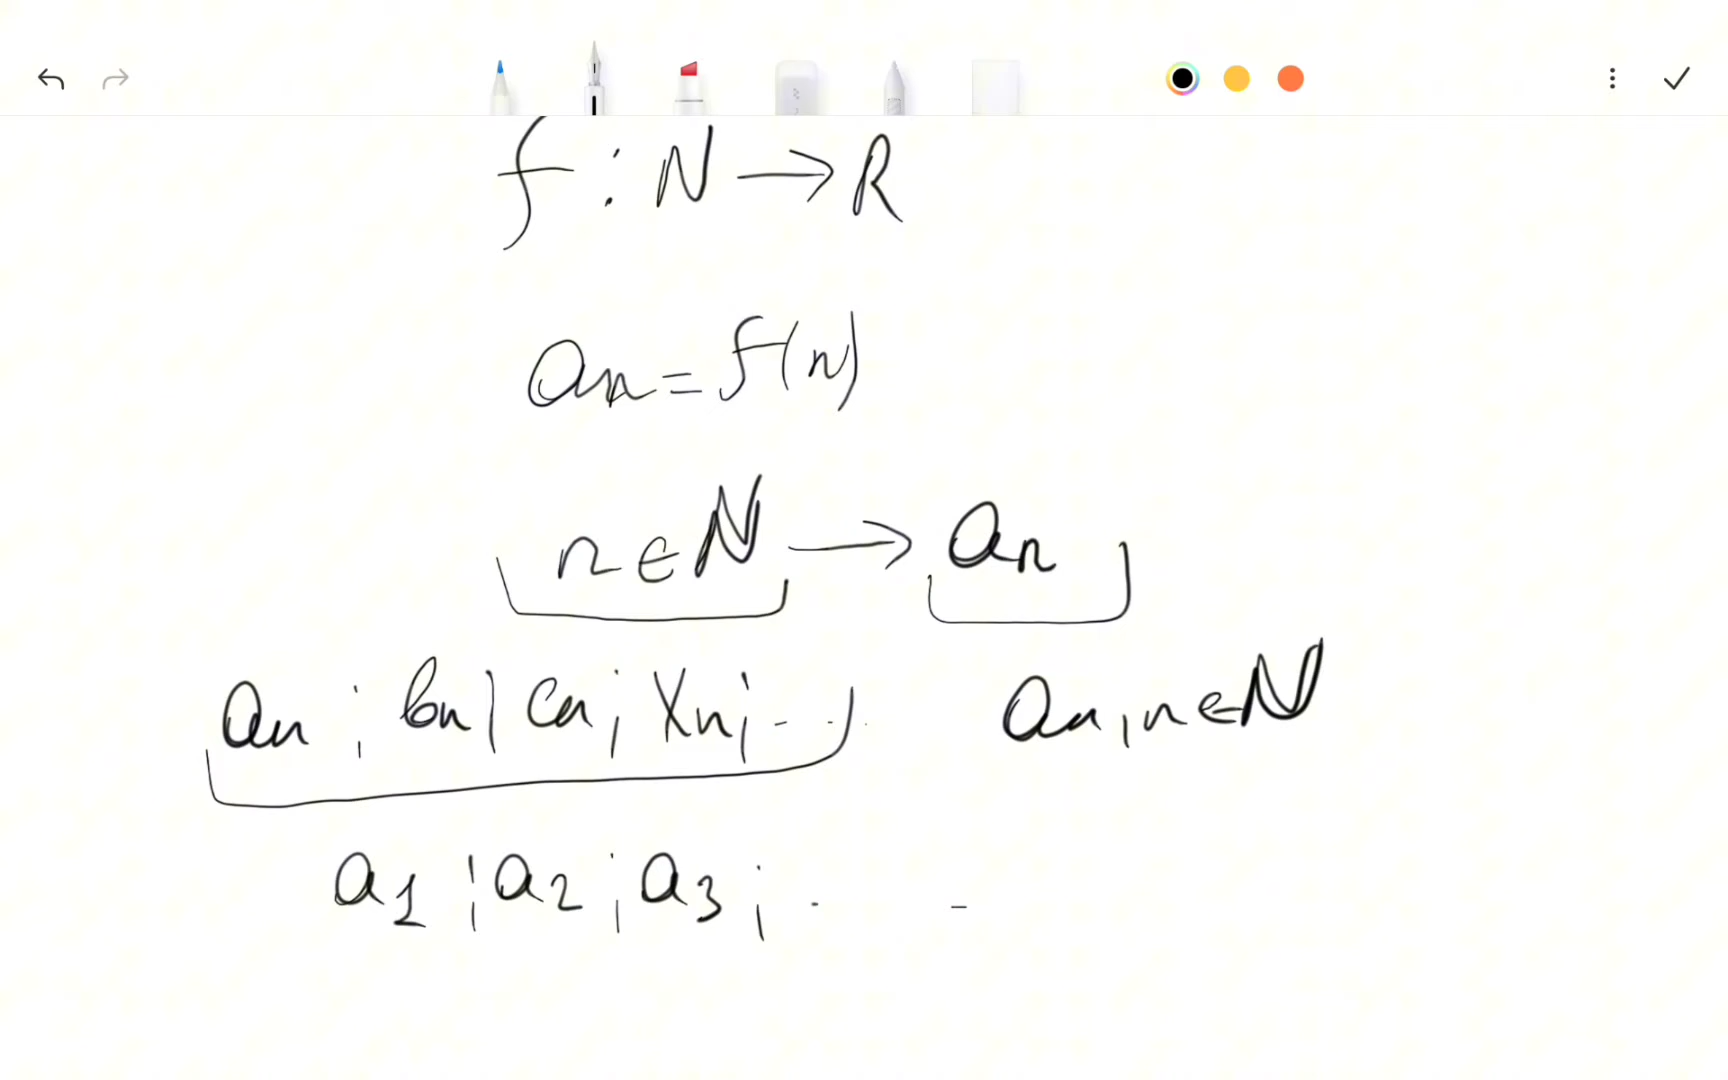 f : N → R
an = f(n)
n ∈ N → an
an ; bn ; cn ; xn ; ...
an, n ∈ N
a1 ; a2 ; a3 ; . -